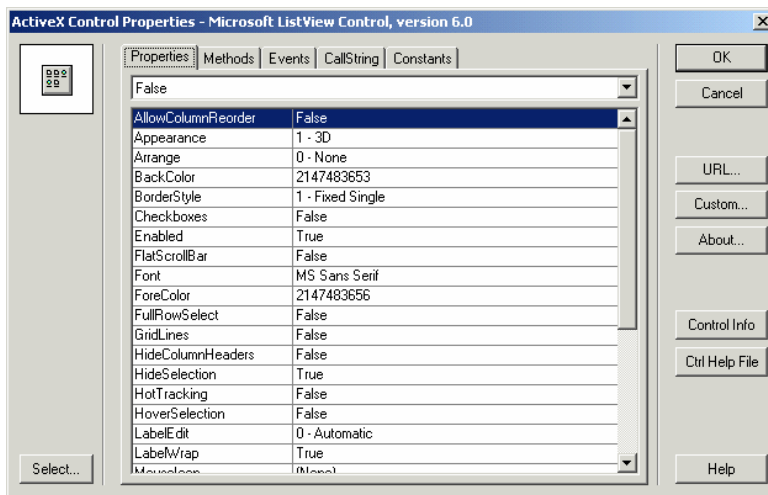 ActiveX Control Properties - Microsoft ListView Control, version 6.0
Properties Methods Events CallString Constants
False
AllowColumnReorder False
Appearance 1 - 3D
Arrange 0 - None
BackColor 2147483653
BorderStyle 1 - Fixed Single
Checkboxes False
Enabled True
FlatScrollBar False
Font MS Sans Serif
ForeColor 2147483656
FullRowSelect False
GridLines False
HideColumnHeaders False
HideSelection True
HotTracking False
HoverSelection False
LabelEdit 0 - Automatic
LabelWrap True
MouseIcon (None)
OK
Cancel
URL...
Custom...
About...
Control Info
Ctrl Help File
Help
Select...